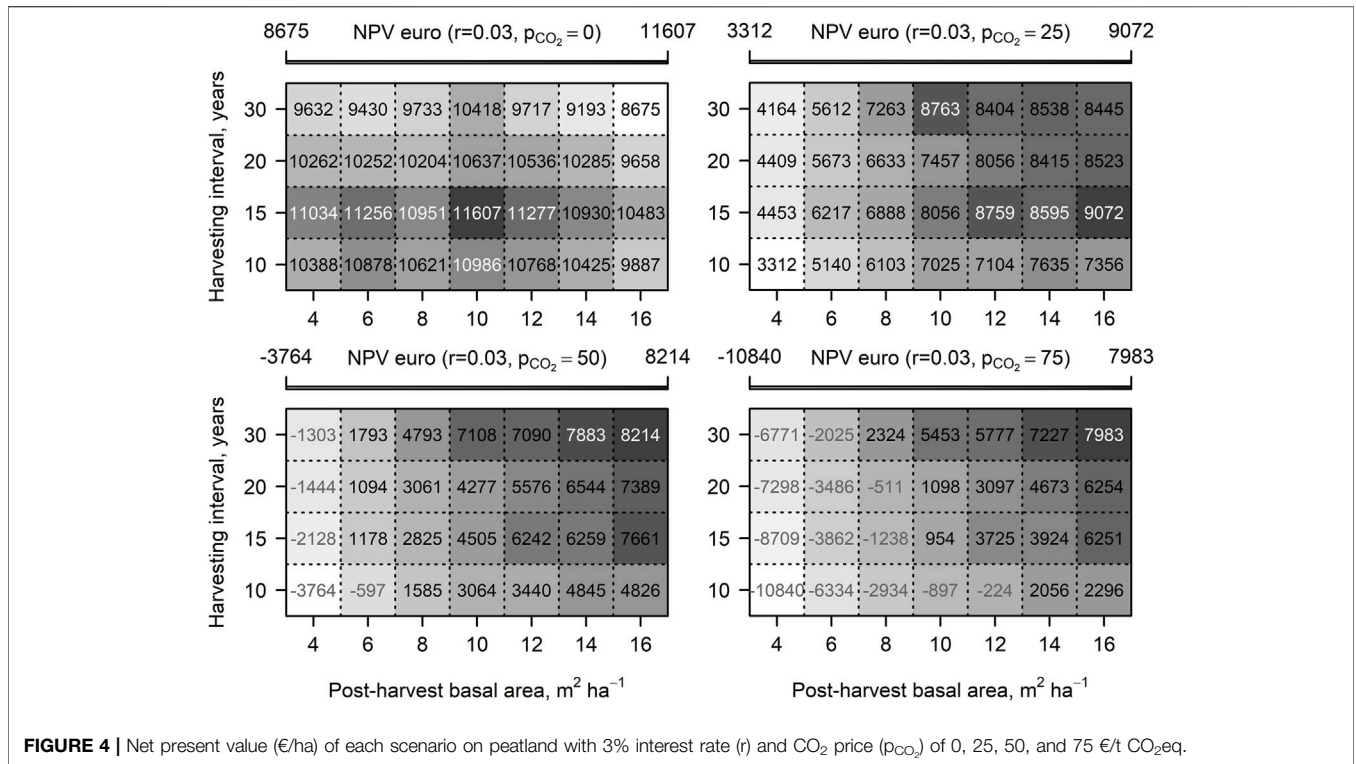 8675 NPV euro (r=0.03, pCO2 = 0) 11607
Harvesting interval, years
30 9632 9430 9733 10418 9717 9193 8675
20 10262 10252 10204 10637 10536 10285 9658
15 11034 11256 10951 11607 11277 10930 10483
10 10388 10878 10621 10986 10768 10425 9887
4 6 8 10 12 14 16
3312 NPV euro (r=0.03, pCO2 = 25) 9072
30 4164 5612 7263 8763 8404 8538 8445
20 4409 5673 6633 7457 8056 8415 8523
15 4453 6217 6888 8056 8759 8595 9072
10 3312 5140 6103 7025 7104 7635 7356
4 6 8 10 12 14 16
-3764 NPV euro (r=0.03, pCO2 = 50) 8214
Harvesting interval, years
30 -1303 1793 4793 7108 7090 7883 8214
20 -1444 1094 3061 4277 5576 6544 7389
15 -2128 1178 2825 4505 6242 6259 7661
10 -3764 -597 1585 3064 3440 4845 4826
4 6 8 10 12 14 16
Post-harvest basal area, m² ha⁻¹
-10840 NPV euro (r=0.03, pCO2 = 75) 7983
30 -6771 -2025 2324 5453 5777 7227 7983
20 -7298 -3486 -511 1098 3097 4673 6254
15 -8709 -3862 -1238 954 3725 3924 6251
10 -10840 -6334 -2934 -897 -224 2056 2296
4 6 8 10 12 14 16
Post-harvest basal area, m² ha⁻¹
FIGURE 4 | Net present value (€/ha) of each scenario on peatland with 3% interest rate (r) and CO2 price (pCO2) of 0, 25, 50, and 75 €/t CO2eq.